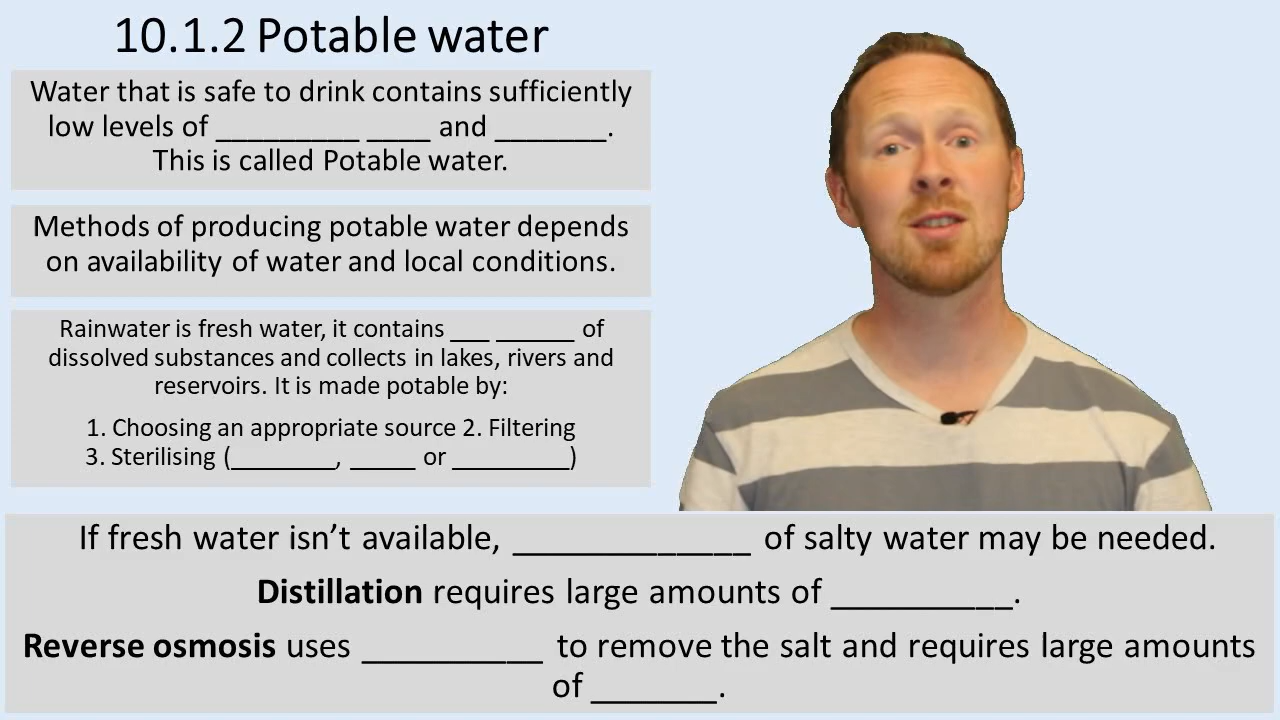 10.1.2 Potable water
Water that is safe to drink contains sufficiently
low levels of _________ ____ and _______.
This is called Potable water.
Methods of producing potable water depends
on availability of water and local conditions.
Rainwater is fresh water, it contains ___ ______ of
dissolved substances and collects in lakes, rivers and
reservoirs. It is made potable by:
1. Choosing an appropriate source 2. Filtering
3. Sterilising (________, _____ or _________)
If fresh water isn’t available, _____________ of salty water may be needed.
Distillation requires large amounts of __________.
Reverse osmosis uses __________ to remove the salt and requires large amounts
of _______.